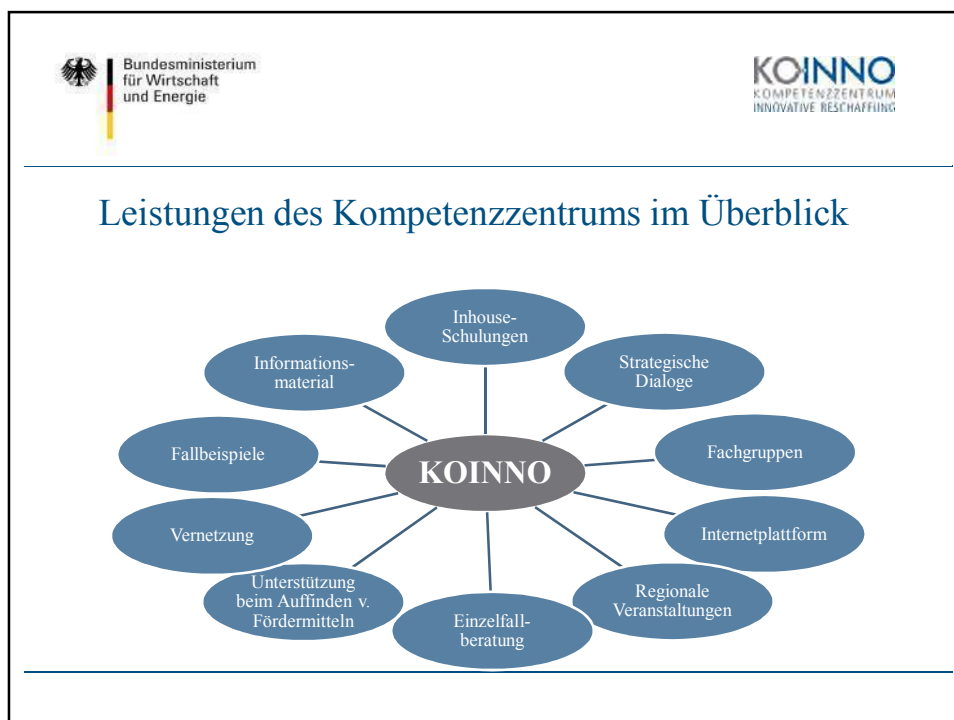 Bundesministerium
für Wirtschaft
und Energie
KOINNO
KOMPETENZZENTRUM
INNOVATIVE BESCHAFFUNG
Leistungen des Kompetenzzentrums im Überblick
Inhouse-
Schulungen
Strategische
Dialoge
Fachgruppen
Internetplattform
Regionale
Veranstaltungen
Einzelfall-
beratung
Unterstützung
beim Auffinden v.
Fördermitteln
Vernetzung
Fallbeispiele
Informations-
material
KOINNO